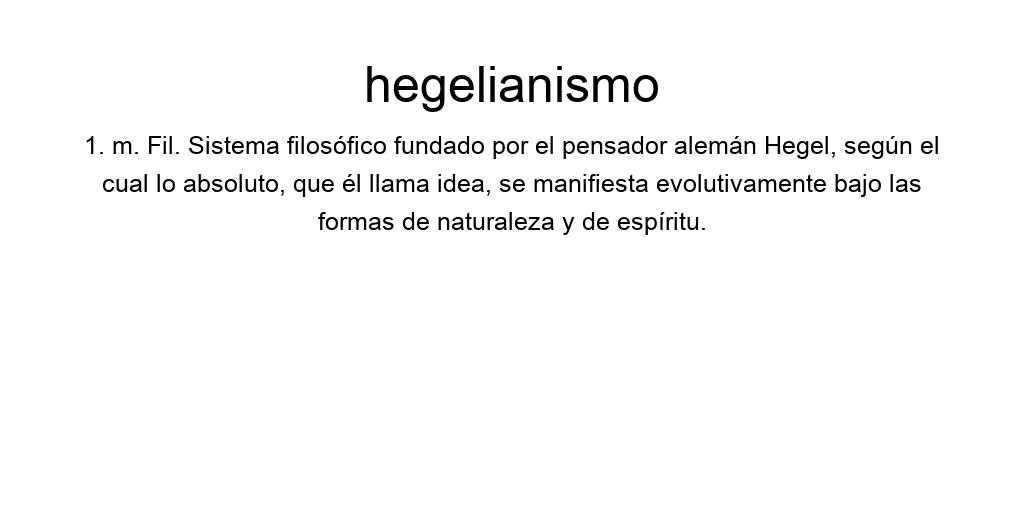 hegelianismo
1. m. Fil. Sistema filosófico fundado por el pensador alemán Hegel, según el
cual lo absoluto, que él llama idea, se manifiesta evolutivamente bajo las
formas de naturaleza y de espíritu.